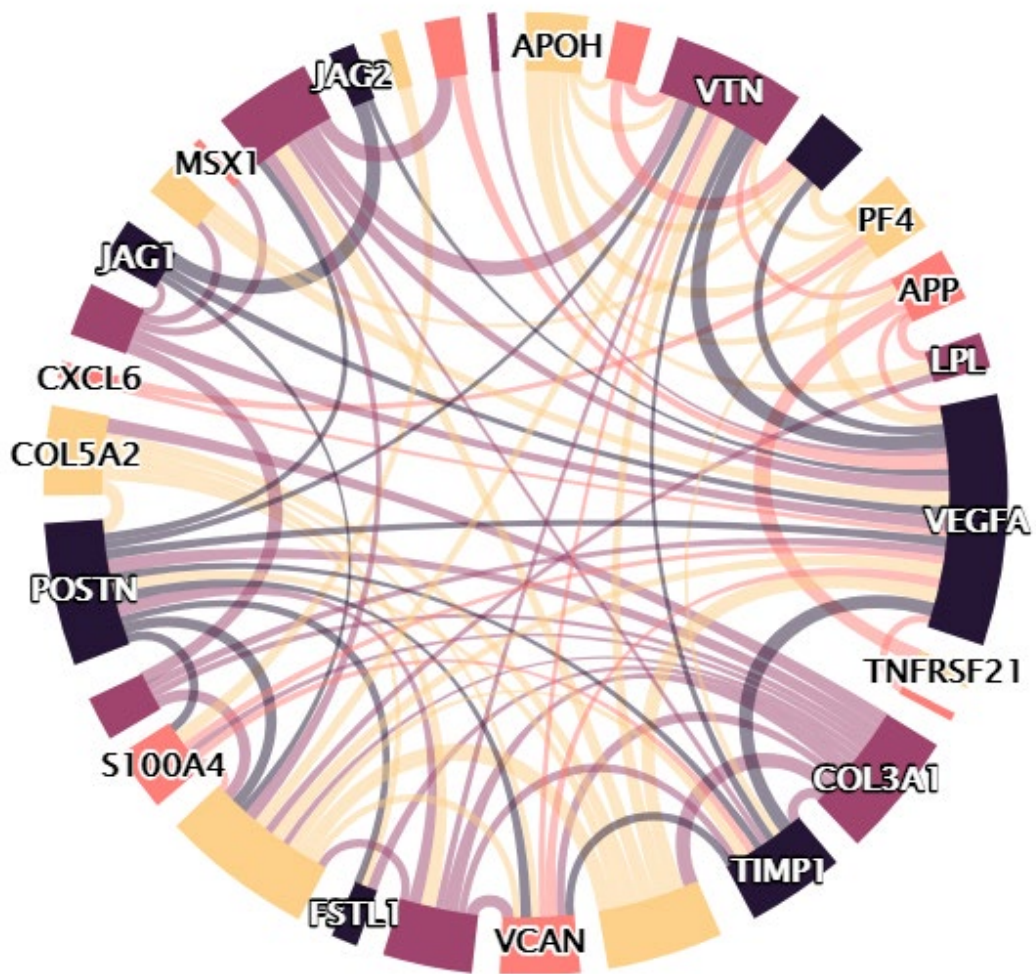 APOH
JAG2
VTN
MSX1
PF4
JAG1
APP
LPL
CXCL6
COL5A2
VEGFA
POSTN
TNFRSF21
S100A4
COL3A1
TIMP1
FSTL1
VCAN